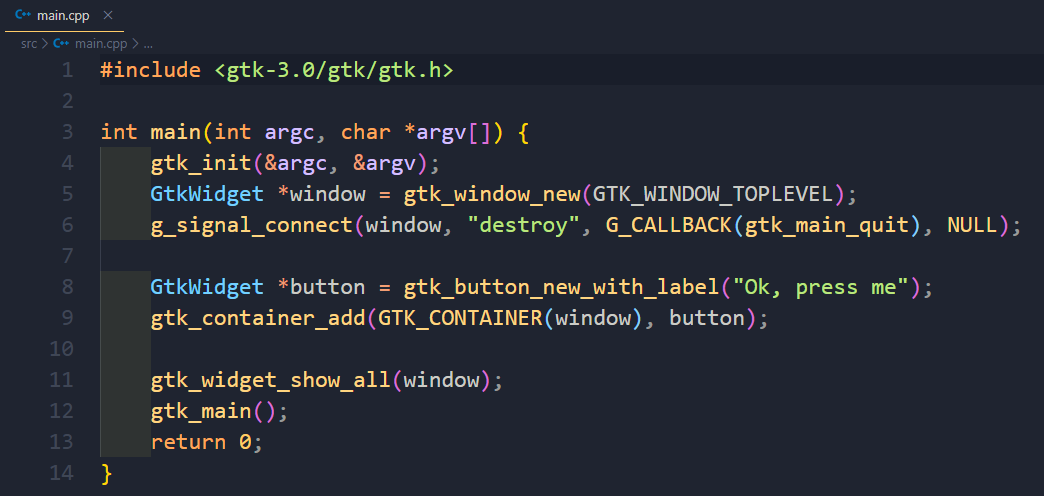 C++ main.cpp ×
src > C++ main.cpp > ...
1 #include <gtk-3.0/gtk/gtk.h>
2
3 int main(int argc, char *argv[]) {
4     gtk_init(&argc, &argv);
5     GtkWidget *window = gtk_window_new(GTK_WINDOW_TOPLEVEL);
6     g_signal_connect(window, "destroy", G_CALLBACK(gtk_main_quit), NULL);
7
8     GtkWidget *button = gtk_button_new_with_label("Ok, press me");
9     gtk_container_add(GTK_CONTAINER(window), button);
10
11     gtk_widget_show_all(window);
12     gtk_main();
13     return 0;
14 }